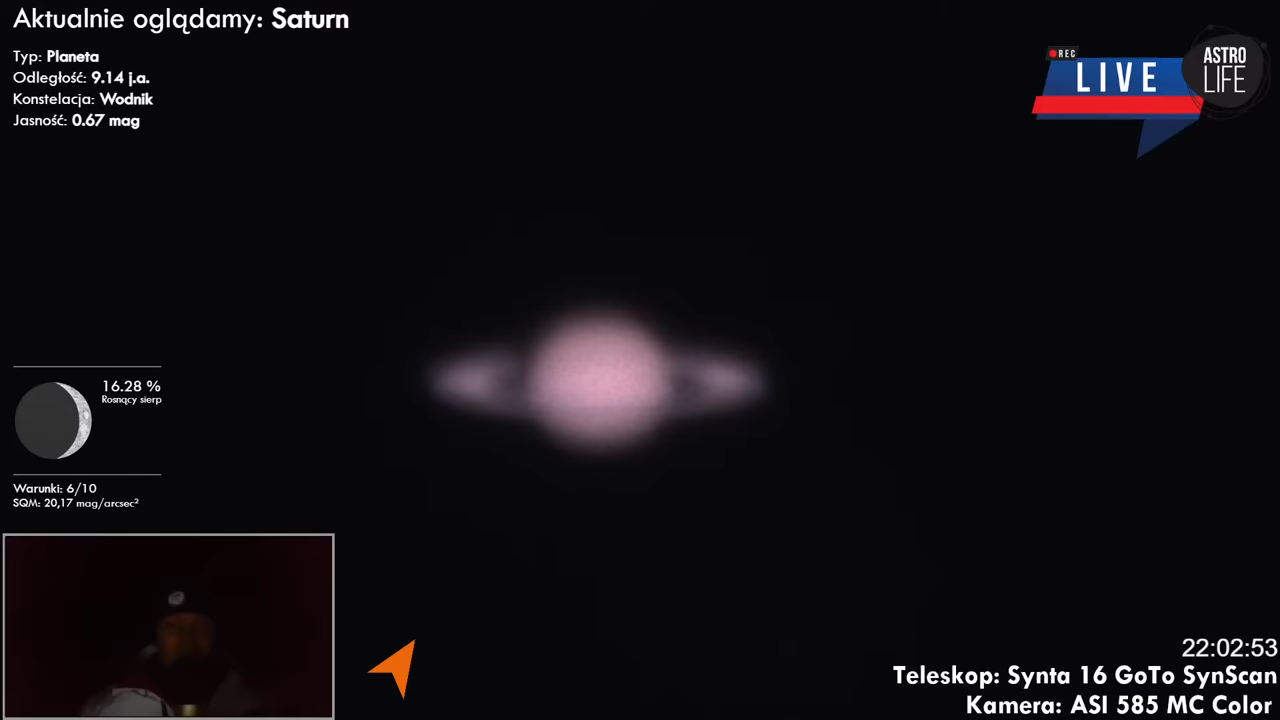 Aktualnie oglądamy: Saturn
Typ: Planeta
Odległość: 9.14 j.a.
Konstelacja: Wodnik
Jasność: 0.67 mag
REC
LIVE
ASTRO
LIFE
16.28 %
Rosnący sierp
Warunki: 6/10
SQM: 20,17 mag/arcsec²
22:02:53
Teleskop: Synta 16 GoTo SynScan
Kamera: ASI 585 MC Color